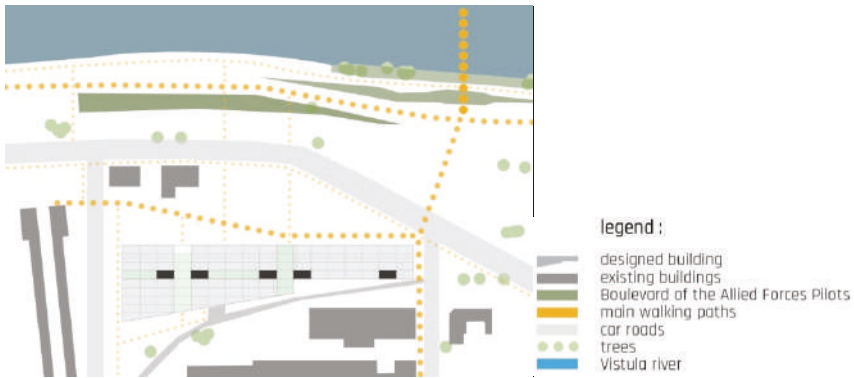 legend :
designed building
existing buildings
Boulevard of the Allied Forces Pilots
main walking paths
car roads
trees
Vistula river